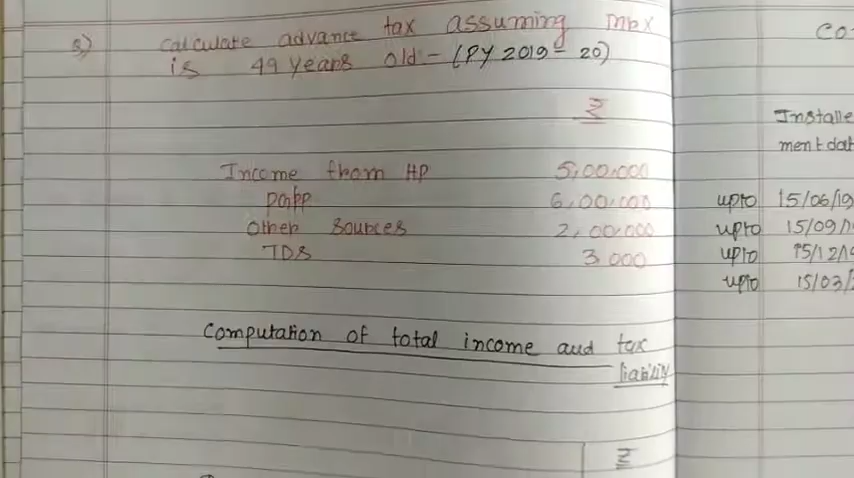 3) calculate advance tax assuming Mr X
is 49 years old - (PY 2019-20)
₹
Income from HP 5,00,000
PGBP 6,00,000
Other sources 2,00,000
TDS 3,000
Computation of total income and tax
liability
₹
CO
Installe
ment dat
upto 15/06/19
upto 15/09/1
upto 15/12/1
upto 15/03/